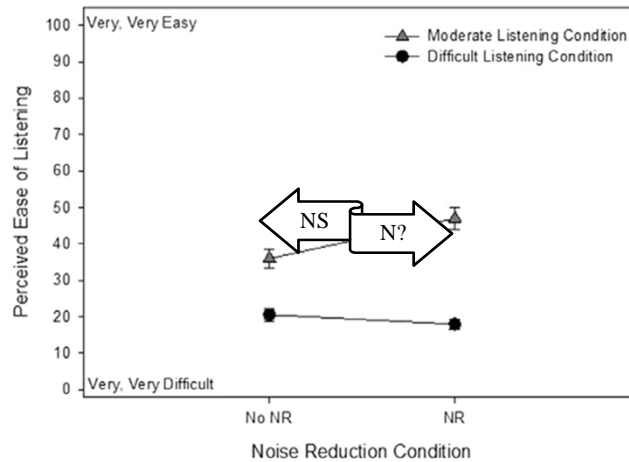 Very, Very Easy
Moderate Listening Condition
Difficult Listening Condition
100
90
80
70
60
50
40
30
20
10
0
Perceived Ease of Listening
NS
N?
Very, Very Difficult
No NR
NR
Noise Reduction Condition